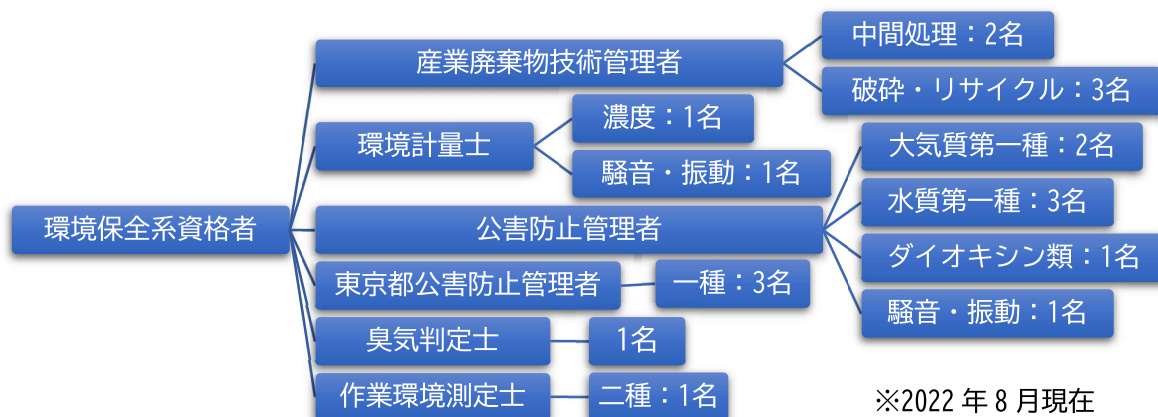 環境保全系資格者
産業廃棄物技術管理者
中間処理：2名
破砕・リサイクル：3名
環境計量士
濃度：1名
騒音・振動：1名
公害防止管理者
大気質第一種：2名
水質第一種：3名
ダイオキシン類：1名
騒音・振動：1名
東京都公害防止管理者
一種：3名
臭気判定士
1名
作業環境測定士
二種：1名
※2022 年 8 月現在